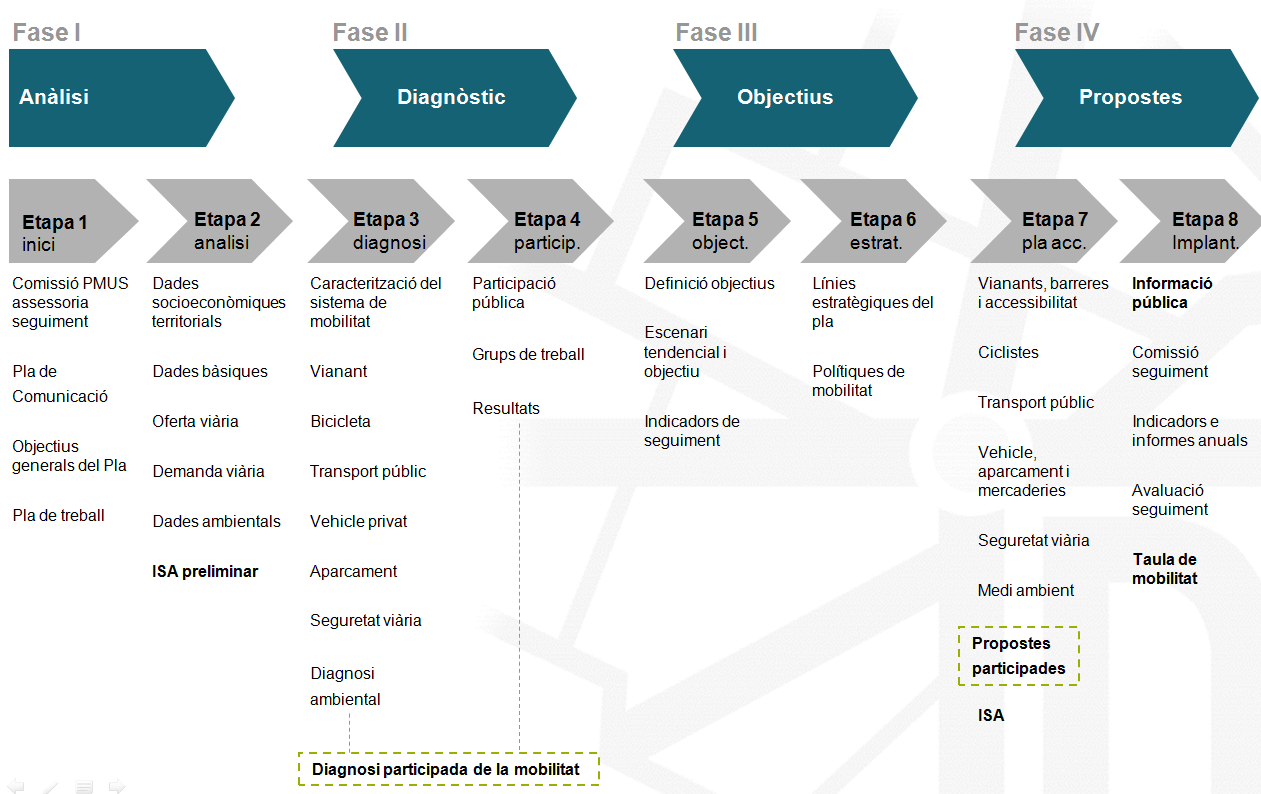 Fase I
Fase II
Fase III
Fase IV
Anàlisi
Diagnòstic
Objectius
Propostes
Etapa 1
inici
Etapa 2
analisi
Etapa 3
diagnosi
Etapa 4
particip.
Etapa 5
object.
Etapa 6
estrat.
Etapa 7
pla acc.
Etapa 8
Implant.
Comissió PMUS
assessoria
seguiment
Pla de
Comunicació
Objectius
generals del Pla
Pla de treball
Dades
socioeconòmiques
territorials
Dades bàsiques
Oferta viària
Demanda viària
Dades ambientals
ISA preliminar
Caracterització del
sistema de
mobilitat
Vianant
Bicicleta
Transport públic
Vehicle privat
Aparcament
Seguretat viària
Diagnosi
ambiental
Participació
pública
Grups de treball
Resultats
Diagnosi participada de la mobilitat
Definició objectius
Escenari
tendencial i
objectiu
Indicadors de
seguiment
Línies
estratègiques del
pla
Polítiques de
mobilitat
Vianants, barreres
i accessibilitat
Ciclistes
Transport públic
Vehicle,
aparcament i
mercaderies
Seguretat viària
Medi ambient
Propostes
participades
ISA
Informació
pública
Comissió
seguiment
Indicadors e
informes anuals
Avaluació
seguiment
Taula de
mobilitat